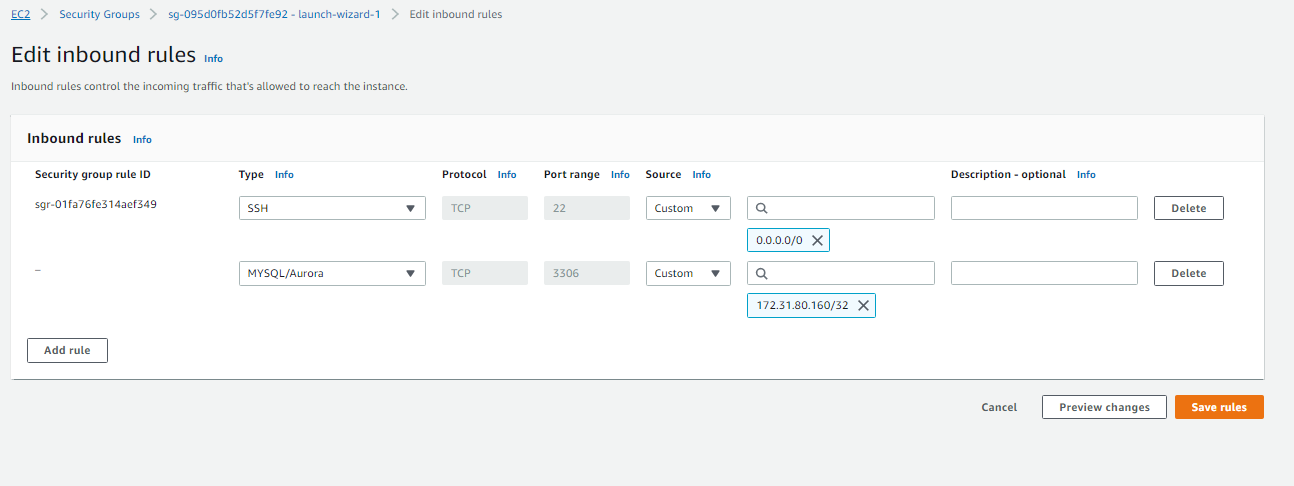 EC2 > Security Groups > sg-095d0fb52d5f7fe92 - launch-wizard-1 > Edit inbound rules
Edit inbound rules Info
Inbound rules control the incoming traffic that's allowed to reach the instance.
Inbound rules Info
Security group rule ID Type Info Protocol Info Port range Info Source Info Description - optional Info
sgr-01fa76fe314aef349 SSH TCP 22 Custom Delete
0.0.0.0/0
– MYSQL/Aurora TCP 3306 Custom Delete
172.31.80.160/32
Add rule
Cancel Preview changes Save rules